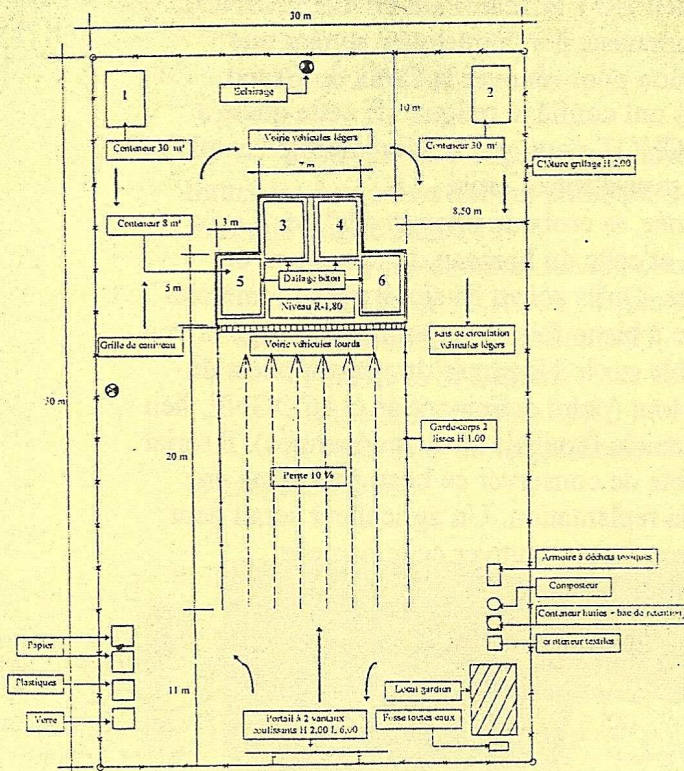 30 m
1
2
Eclairage
10 m
Conteneur 30 m³
Voirie véhicules légers
Conteneur 30 m³
Clôture grillage H 2.00
7 m
Conteneur 8 m³
3 m
3
4
8,50 m
5 m
5
Dallage béton
6
Niveau R-1,80
Grille de caniveau
Voirie véhicules lourds
sens de circulation
véhicules légers
50 m
Garde-corps 2
lisses H 1.00
20 m
Pente 10 %
Armoire à déchets toxiques
Composteur
Conteneur huiles + bac de rétention
conteneur textiles
Papier
Plastiques
11 m
Local gardien
Verre
Portail à 2 vantaux
coulissants H 2,00 L 6,00
Fosse toutes eaux